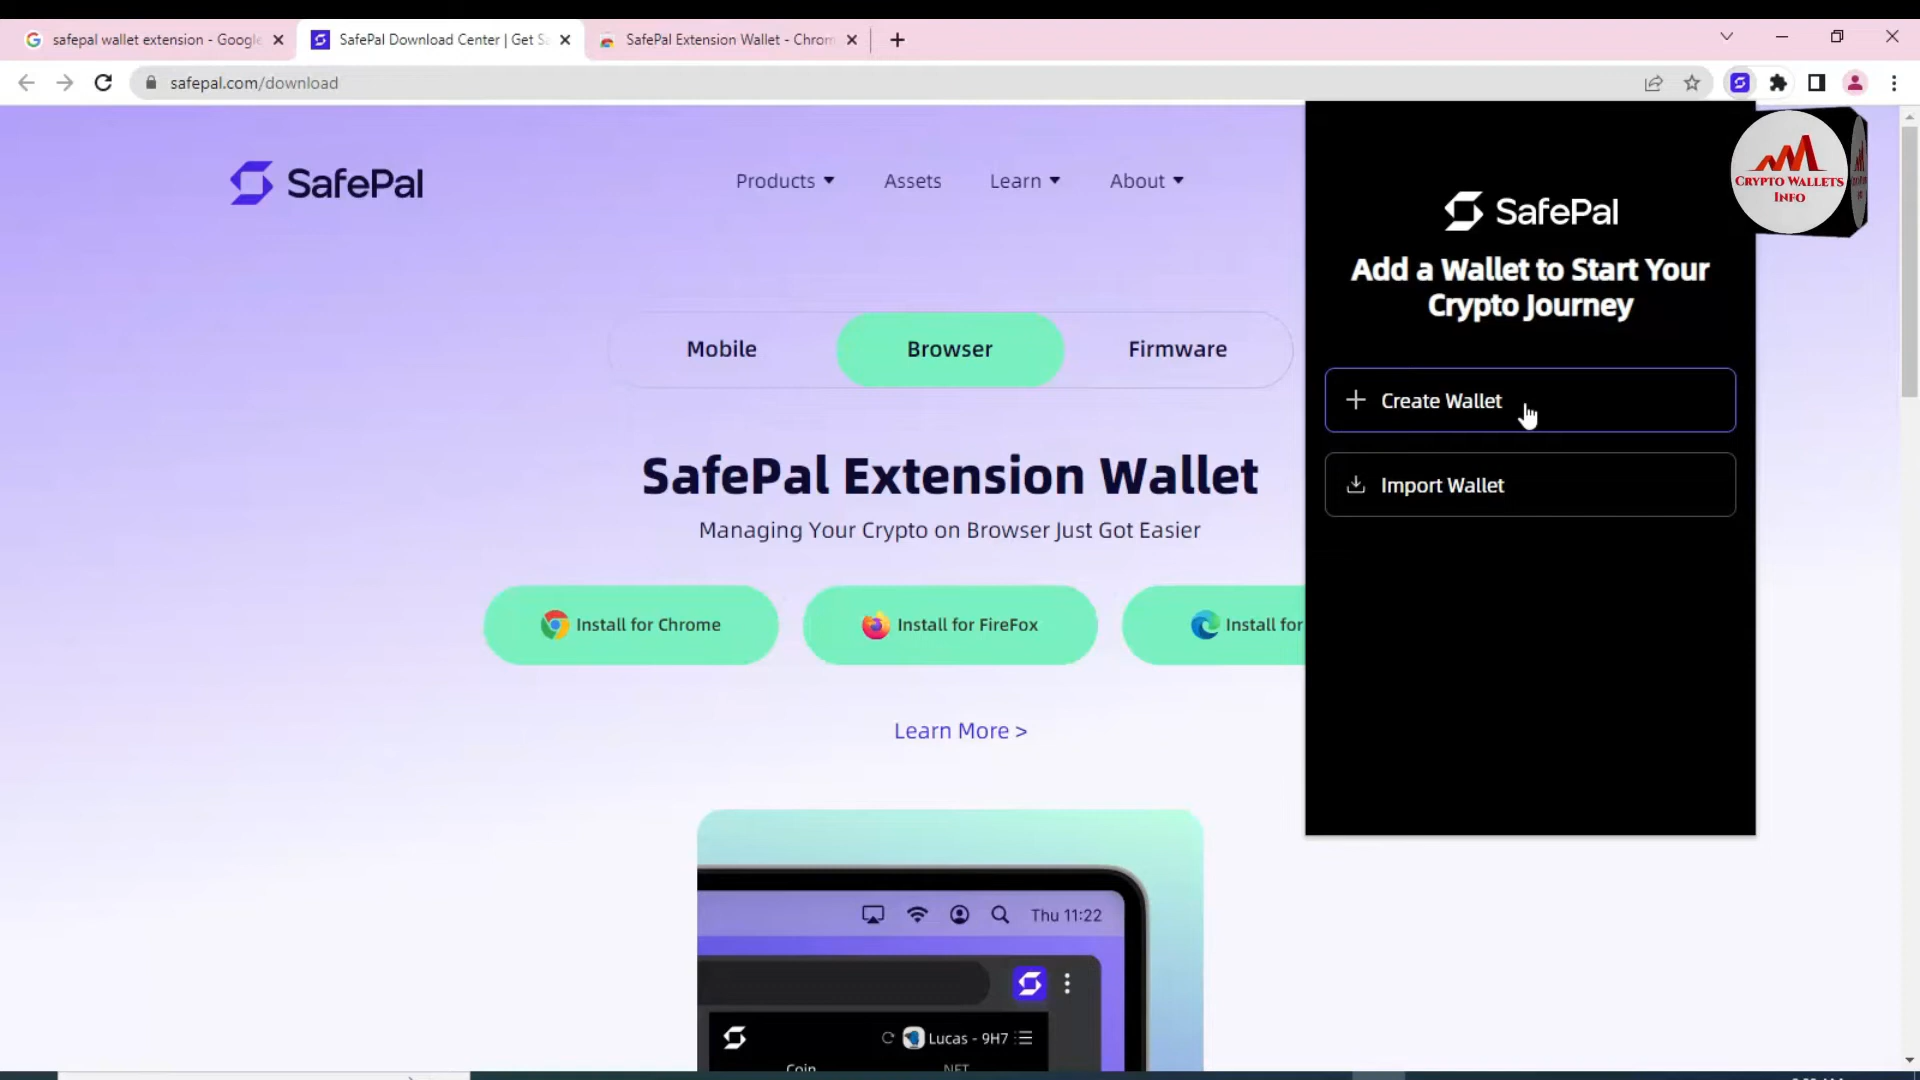 safepal wallet extension - Google
SafePal Download Center | Get Sa
SafePal Extension Wallet - Chrom
safepal.com/download
SafePal
Products
Assets
Learn
About
SafePal
CRYPTO WALLETS
INFO
Add a Wallet to Start Your
Crypto Journey
Mobile
Browser
Firmware
Create Wallet
Import Wallet
SafePal Extension Wallet
Managing Your Crypto on Browser Just Got Easier
Install for Chrome
Install for FireFox
Install for
Learn More >
Thu 11:22
Lucas - 9H7
Coin
NFT